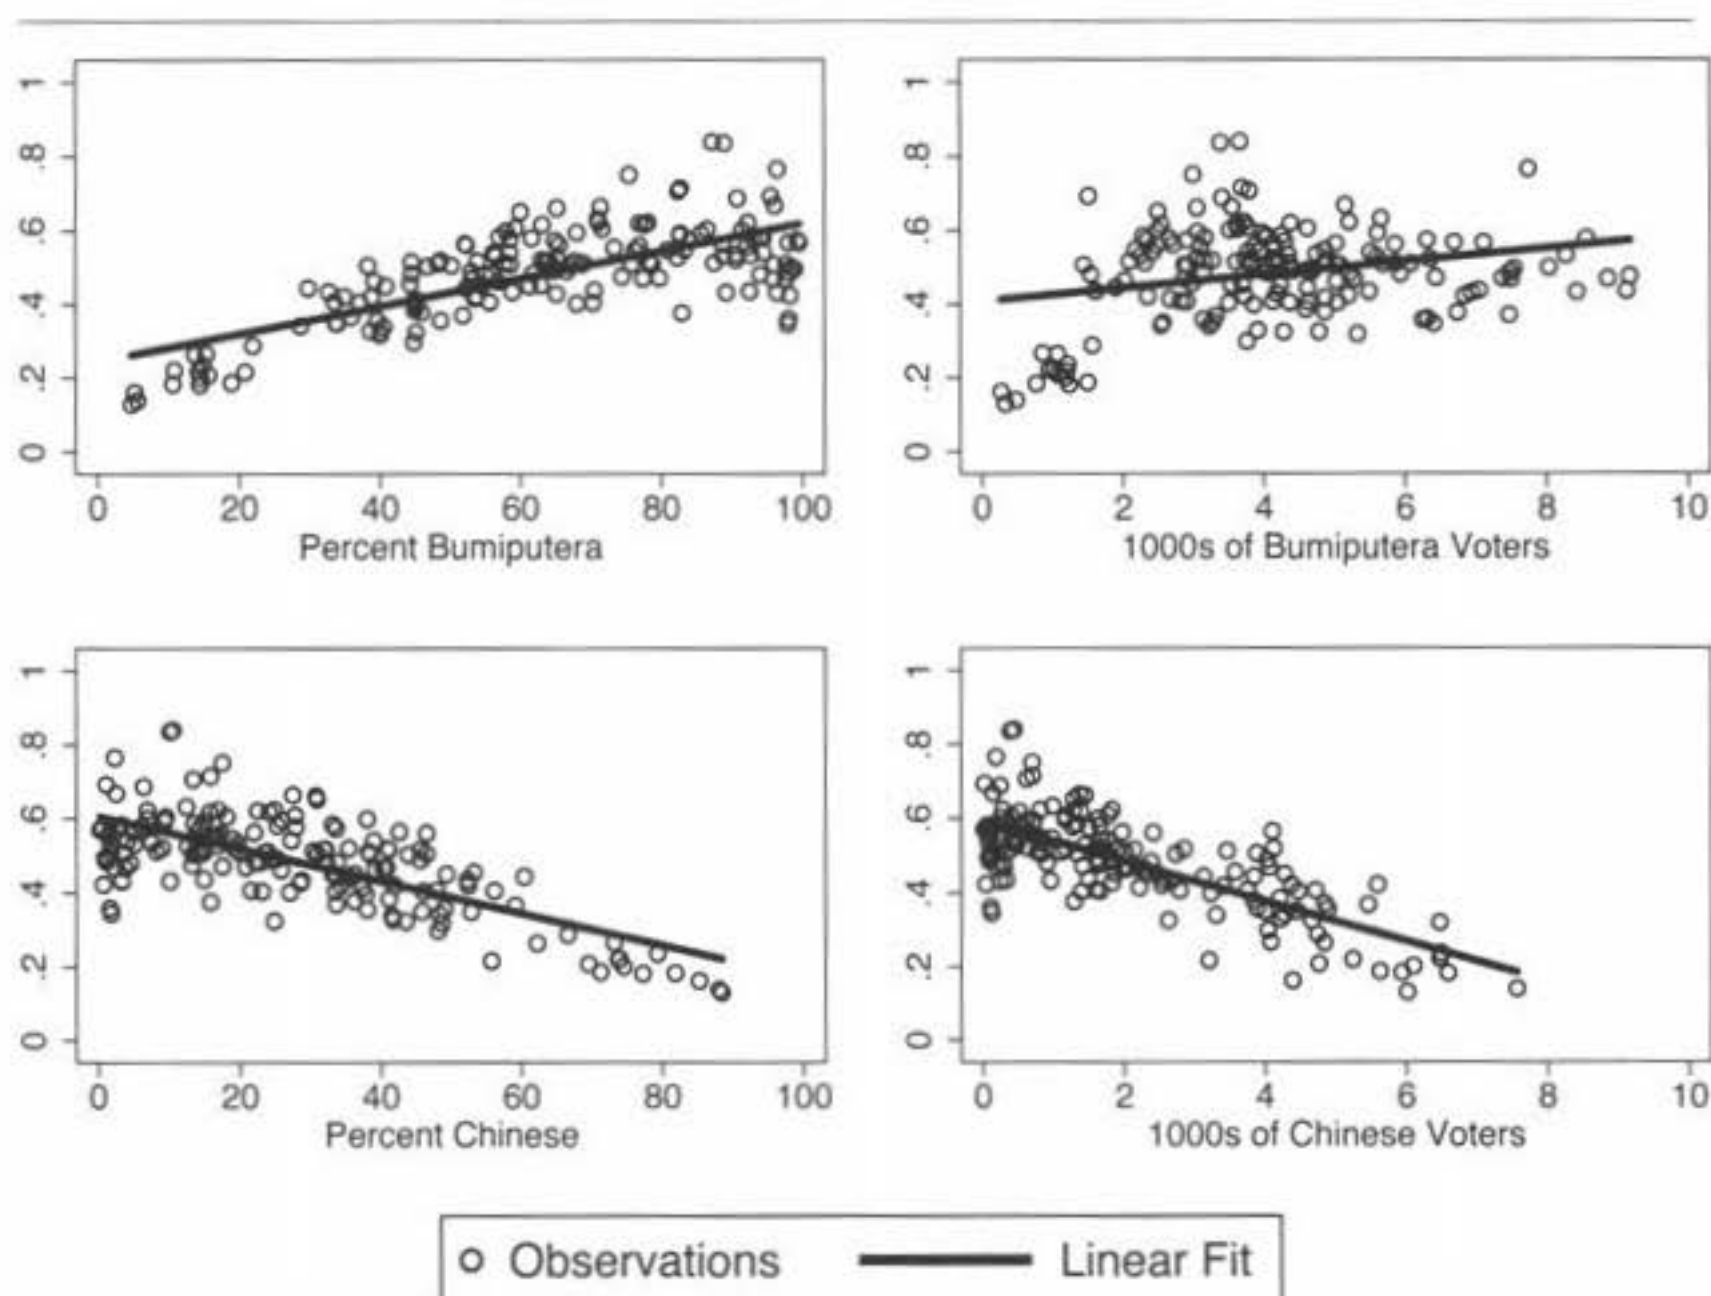 1
.8
.6
.4
.2
0
0 20 40 60 80 100
Percent Bumiputera
1
.8
.6
.4
.2
0
0 2 4 6 8 10
1000s of Bumiputera Voters
1
.8
.6
.4
.2
0
0 20 40 60 80 100
Percent Chinese
1
.8
.6
.4
.2
0
0 2 4 6 8 10
1000s of Chinese Voters
Observations Linear Fit